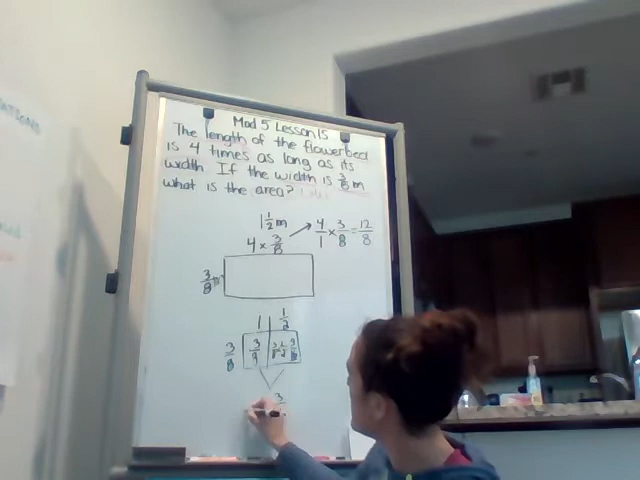 Mod 5 Lesson 15
The length of the flowerbed
is 4 times as long as its
width If the width is 3/8 m
what is the area?
1 1/2 m
4 × 3/8
4/1 × 3/8 = 12/8
3/8 m
1 1/2
3/8
3